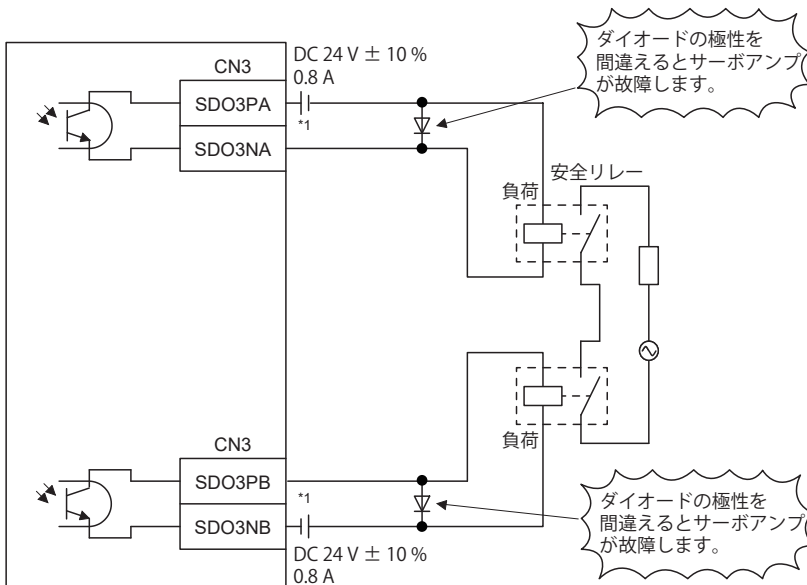 DC 24 V ± 10 %
0.8 A
*1
CN3
SDO3PA
SDO3NA
ダイオードの極性を
間違えるとサーボアンプ
が故障します。
安全リレー
負荷
負荷
CN3
SDO3PB
SDO3NB
*1
DC 24 V ± 10 %
0.8 A
ダイオードの極性を
間違えるとサーボアンプ
が故障します。